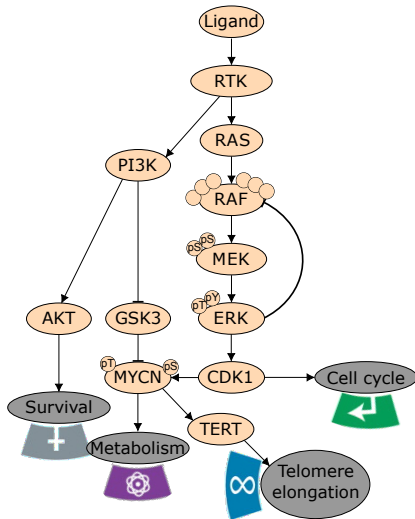 Ligand
RTK
RAS
PI3K
RAF
pS
pS
MEK
pT
pY
AKT
GSK3
ERK
pT
pS
MYCN
CDK1
Cell cycle
Survival
TERT
Metabolism
Telomere
elongation